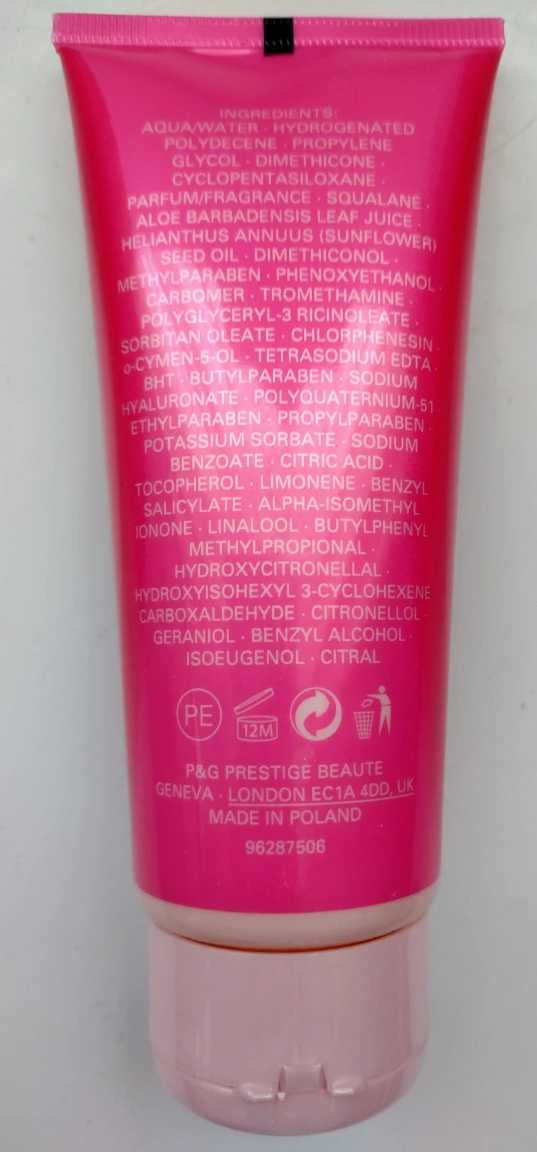 INGREDIENTS:
AQUA/WATER · HYDROGENATED
POLYDECENE · PROPYLENE
GLYCOL · DIMETHICONE ·
CYCLOPENTASILOXANE ·
PARFUM/FRAGRANCE · SQUALANE ·
ALOE BARBADENSIS LEAF JUICE ·
HELIANTHUS ANNUUS (SUNFLOWER)
SEED OIL · DIMETHICONOL ·
METHYLPARABEN · PHENOXYETHANOL ·
CARBOMER · TROMETHAMINE ·
POLYGLYCERYL-3 RICINOLEATE ·
SORBITAN OLEATE · CHLORPHENESIN ·
o-CYMEN-5-OL · TETRASODIUM EDTA ·
BHT · BUTYLPARABEN · SODIUM
HYALURONATE · POLYQUATERNIUM-51 ·
ETHYLPARABEN · PROPYLPARABEN ·
POTASSIUM SORBATE · SODIUM
BENZOATE · CITRIC ACID ·
TOCOPHEROL · LIMONENE · BENZYL
SALICYLATE · ALPHA-ISOMETHYL
IONONE · LINALOOL · BUTYLPHENYL
METHYLPROPIONAL ·
HYDROXYCITRONELLAL ·
HYDROXYISOHEXYL 3-CYCLOHEXENE
CARBOXALDEHYDE · CITRONELLOL ·
GERANIOL · BENZYL ALCOHOL ·
ISOEUGENOL · CITRAL
PE 12M
P&G PRESTIGE BEAUTE
GENEVA · LONDON EC1A 4DD, UK
MADE IN POLAND
96287506